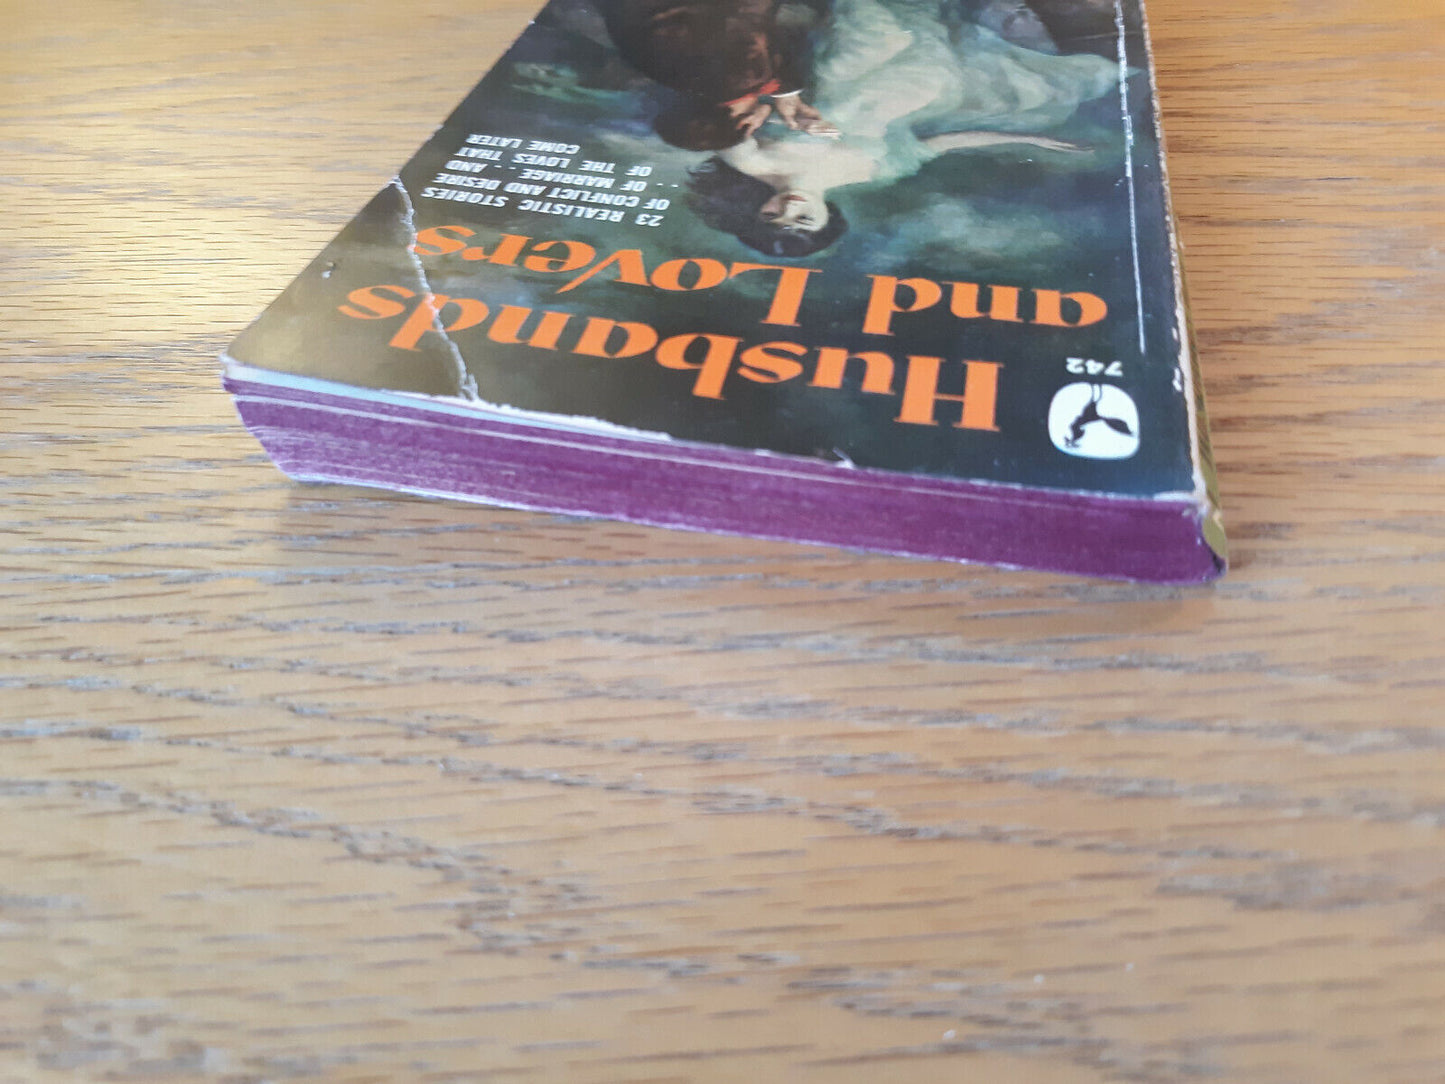 742
Husbands
and Lovers
23 REALISTIC STORIES
OF CONFLICT AND DESIRE
. . OF MARRIAGE . . AND
OF THE LOVES THAT
COME LATER